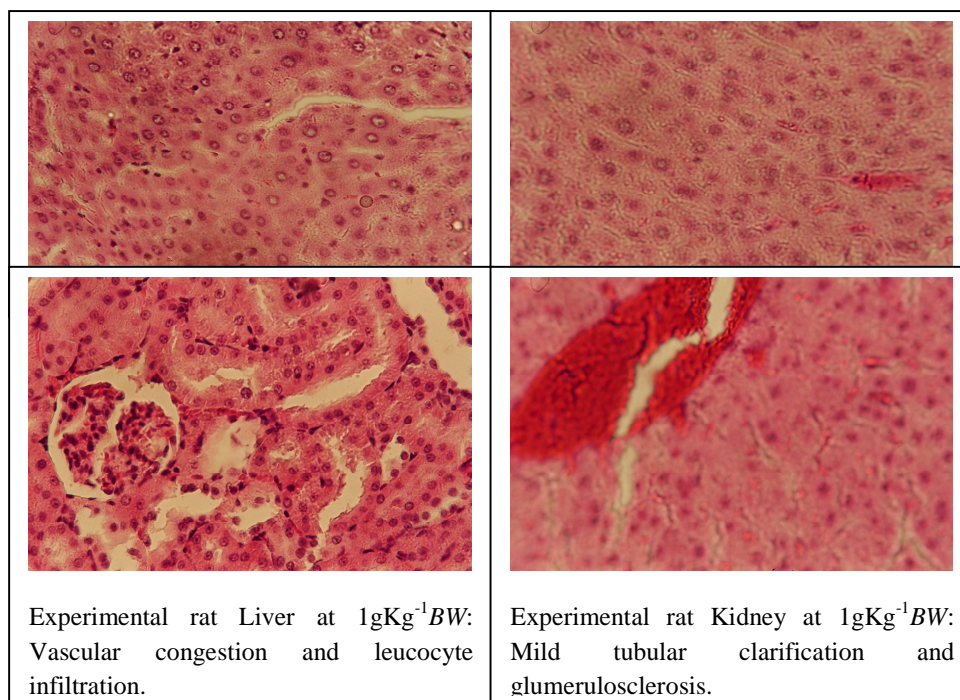 Experimental rat Liver at 1gKg⁻¹BW:
Vascular congestion and leucocyte
infiltration.
Experimental rat Kidney at 1gKg⁻¹BW:
Mild tubular clarification and
glumerulosclerosis.